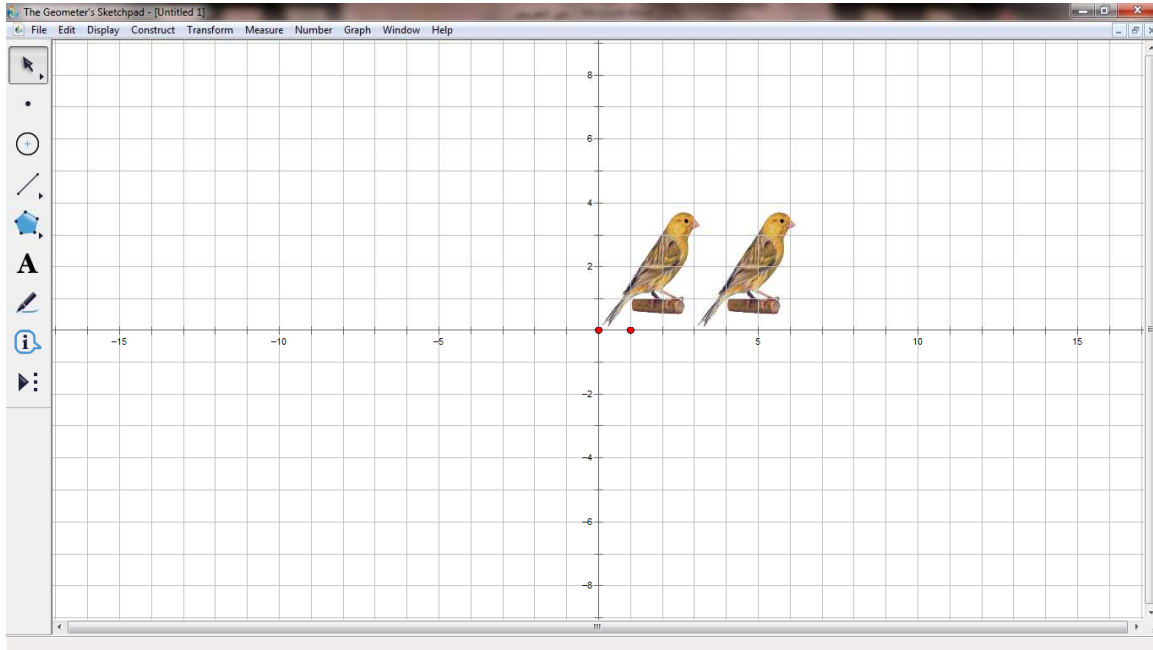 The Geometer's Sketchpad - [Untitled 1]
File Edit Display Construct Transform Measure Number Graph Window Help
8
6
4
2
−15 −10 −5 5 10 15
−2
−4
−6
−8
A
i